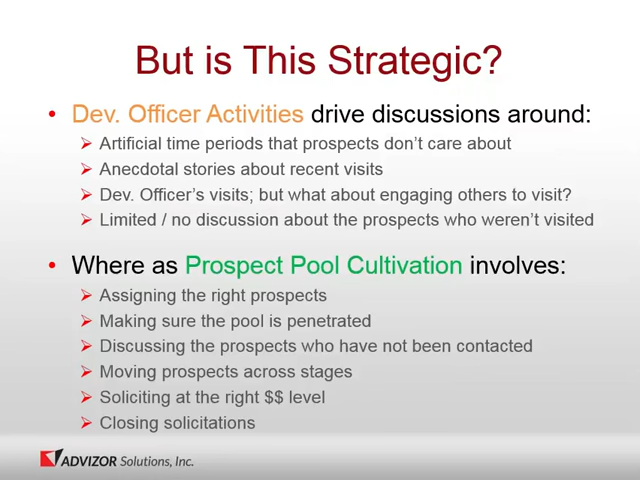 But is This Strategic?
• Dev. Officer Activities drive discussions around:
➢ Artificial time periods that prospects don't care about
➢ Anecdotal stories about recent visits
➢ Dev. Officer's visits; but what about engaging others to visit?
➢ Limited / no discussion about the prospects who weren't visited
• Where as Prospect Pool Cultivation involves:
➢ Assigning the right prospects
➢ Making sure the pool is penetrated
➢ Discussing the prospects who have not been contacted
➢ Moving prospects across stages
➢ Soliciting at the right $$ level
➢ Closing solicitations
ADVIZOR Solutions, Inc.